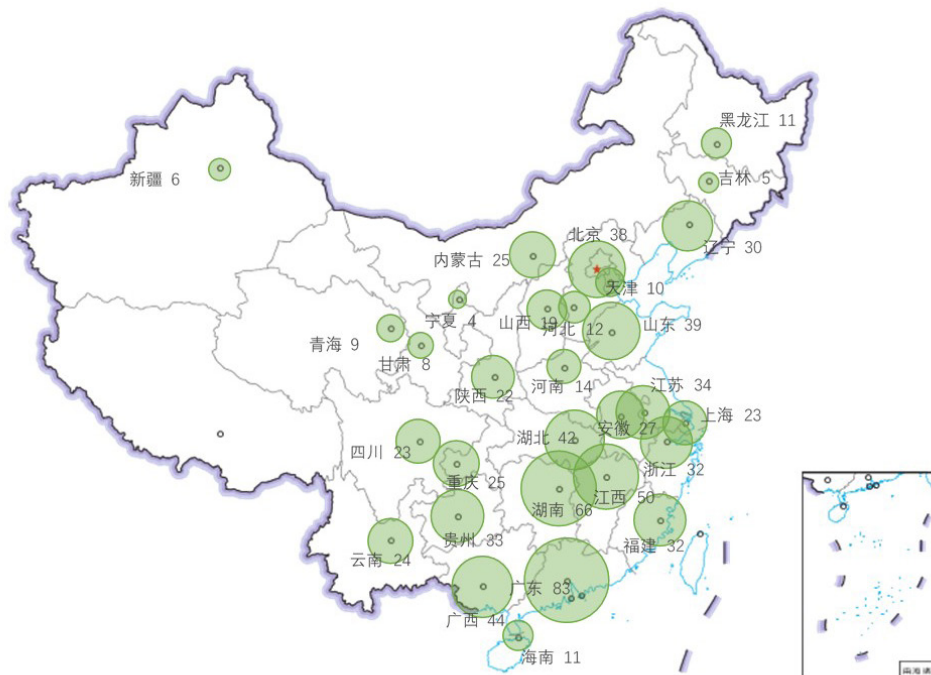 黑龙江 11
新疆 6
吉林 5
北京 38
辽宁 30
内蒙古 25
天津 10
宁夏 4
山西 19
河北 12
山东 39
青海 9
甘肃 8
陕西 22
河南 14
江苏 34
上海 23
安徽 27
湖北 42
四川 23
浙江 32
重庆 25
江西 50
湖南 66
贵州 33
福建 32
云南 24
广东 83
广西 44
海南 11